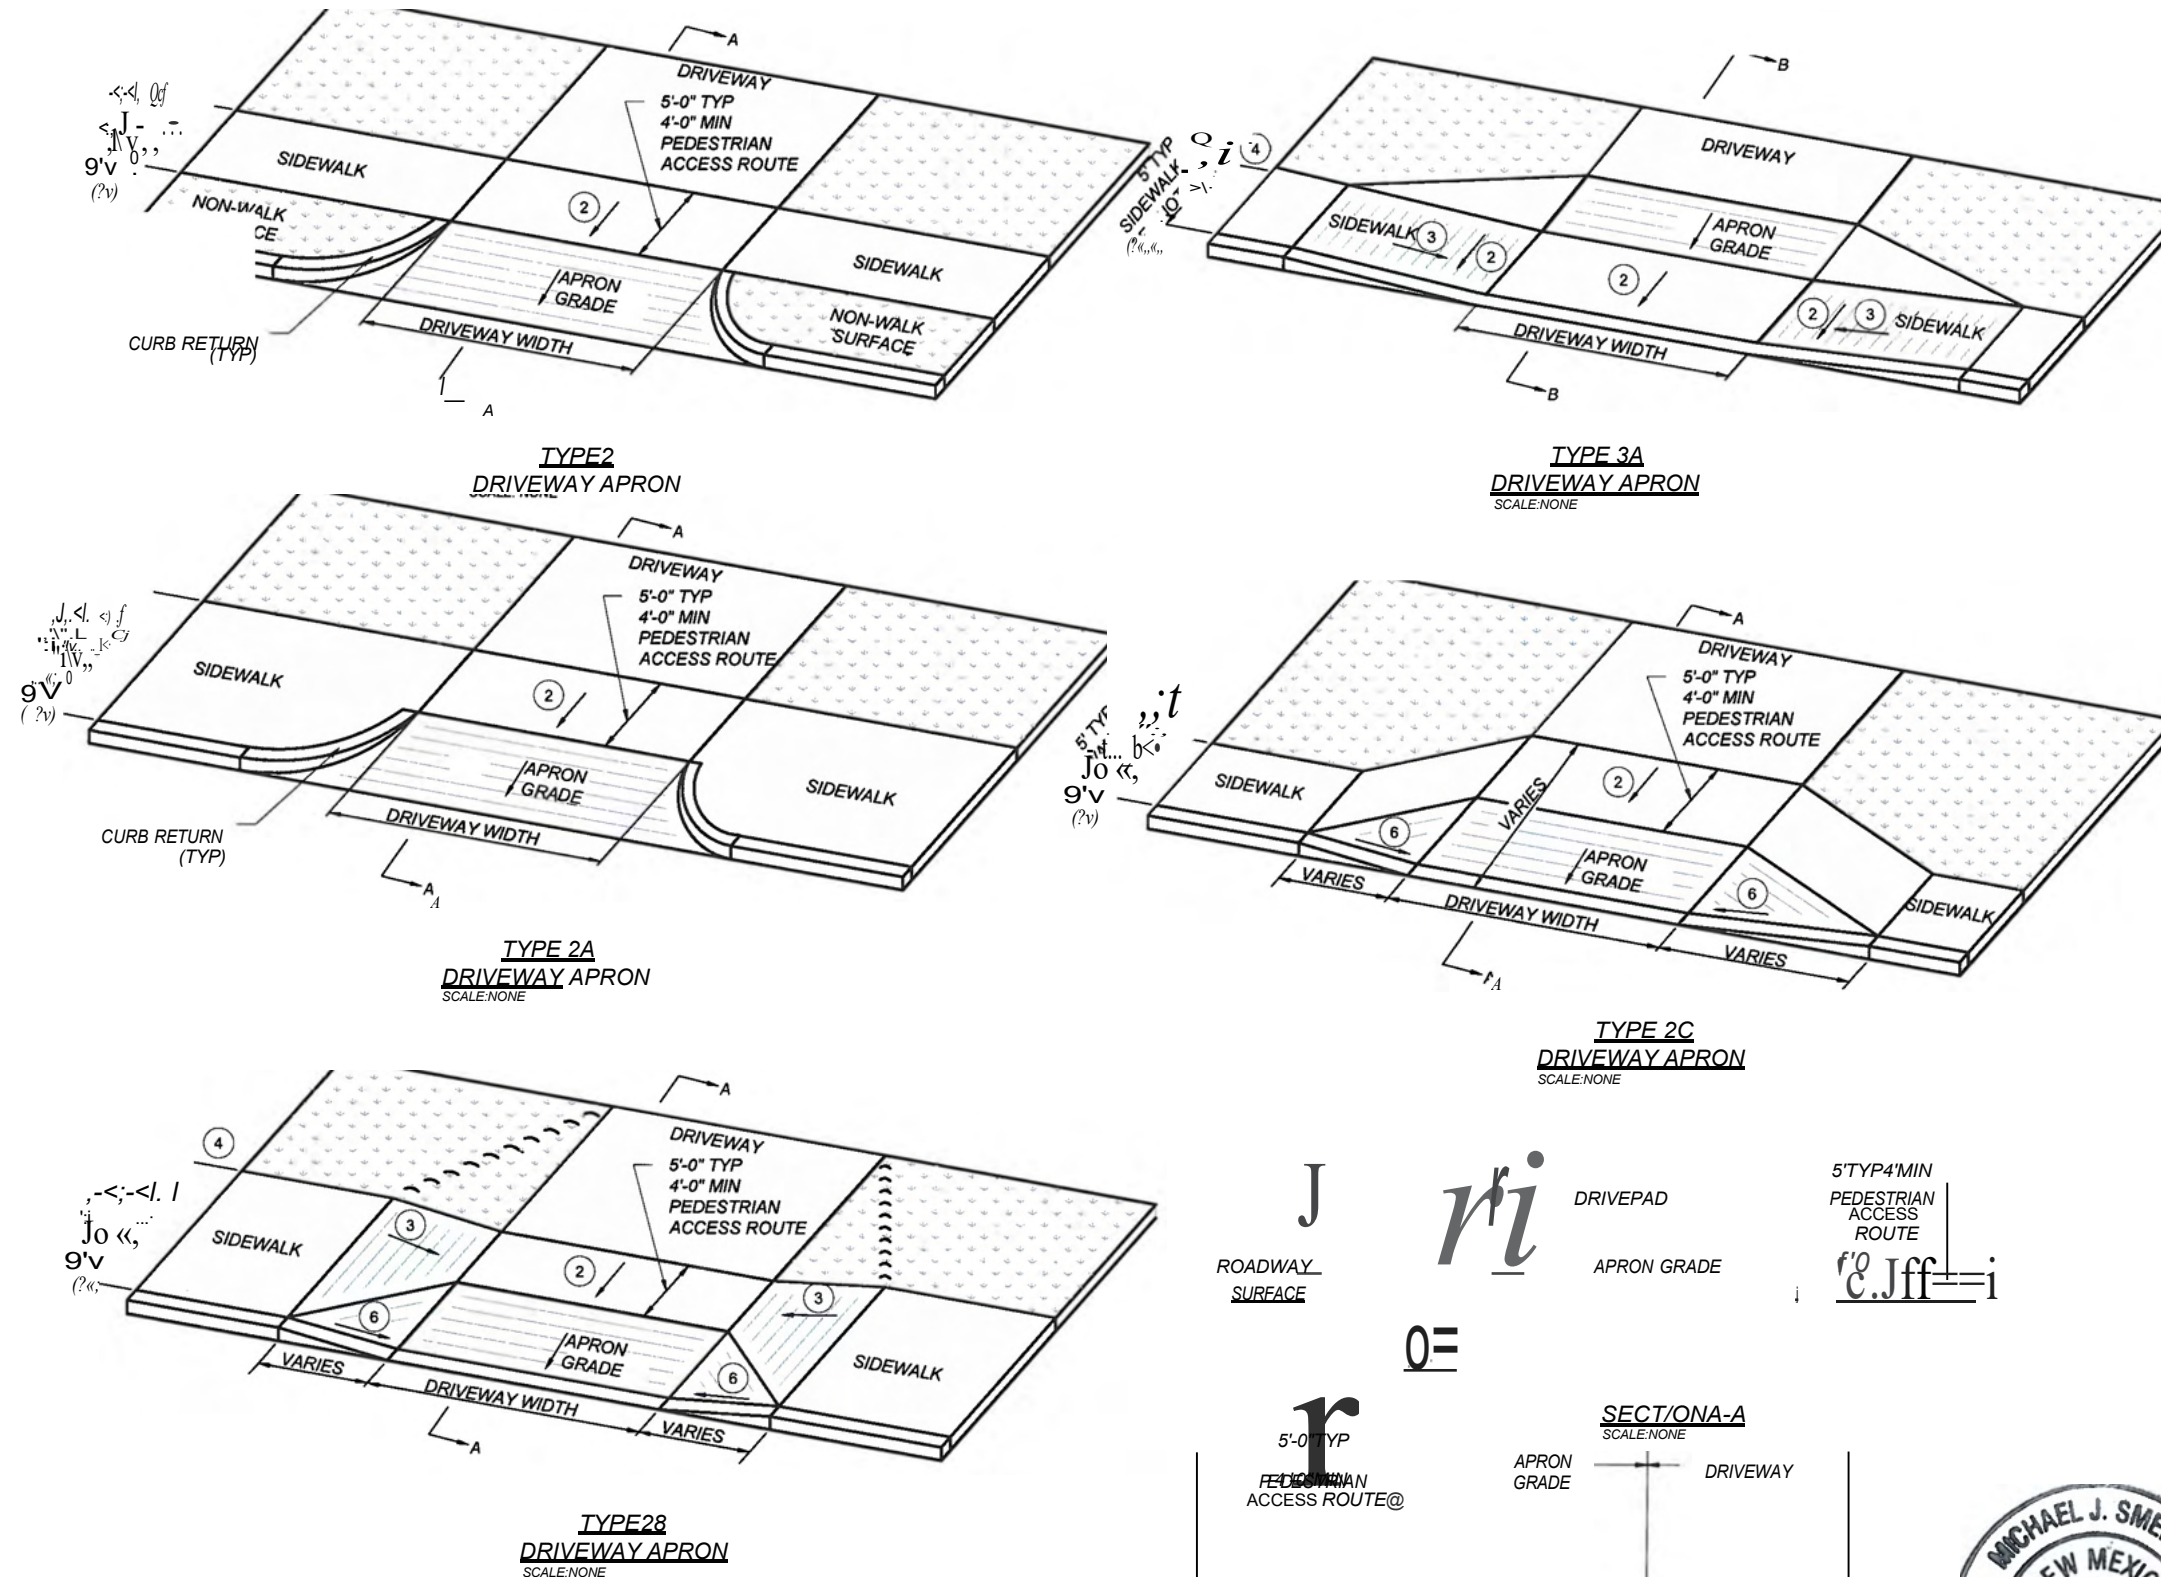 A
DRIVEWAY
5'-0" TYP
4'-0" MIN
PEDESTRIAN
ACCESS ROUTE
SIDEWALK
NON-WALK
2
SIDEWALK
APRON
GRADE
NON-WALK
SURFACE
DRIVEWAY WIDTH
CURB RETURN
(TYP)
A
TYPE2
DRIVEWAY APRON
B
DRIVEWAY
5' TYP
SIDEWALK
4
SIDEWALK
3
2
APRON
GRADE
2
2
3
SIDEWALK
DRIVEWAY WIDTH
B
TYPE 3A
DRIVEWAY APRON
SCALE:NONE
A
DRIVEWAY
5'-0" TYP
4'-0" MIN
PEDESTRIAN
ACCESS ROUTE
SIDEWALK
2
APRON
GRADE
SIDEWALK
DRIVEWAY WIDTH
CURB RETURN
(TYP)
A
A
TYPE 2A
DRIVEWAY APRON
SCALE:NONE
A
DRIVEWAY
5'-0" TYP
4'-0" MIN
PEDESTRIAN
ACCESS ROUTE
5' TYP
SIDEWALK
2
VARIES
6
APRON
GRADE
6
SIDEWALK
VARIES
DRIVEWAY WIDTH
VARIES
A
TYPE 2C
DRIVEWAY APRON
SCALE:NONE
A
DRIVEWAY
5'-0" TYP
4'-0" MIN
PEDESTRIAN
ACCESS ROUTE
4
3
SIDEWALK
2
3
6
APRON
GRADE
6
SIDEWALK
VARIES
DRIVEWAY WIDTH
VARIES
A
TYPE28
DRIVEWAY APRON
SCALE:NONE
5'TYP4'MIN
DRIVEPAD
PEDESTRIAN
ACCESS
ROUTE
ROADWAY
SURFACE
APRON GRADE
SECT/ONA-A
SCALE:NONE
5'-0"TYP
ACCESS ROUTE@
APRON
GRADE
DRIVEWAY
MICHAEL J.